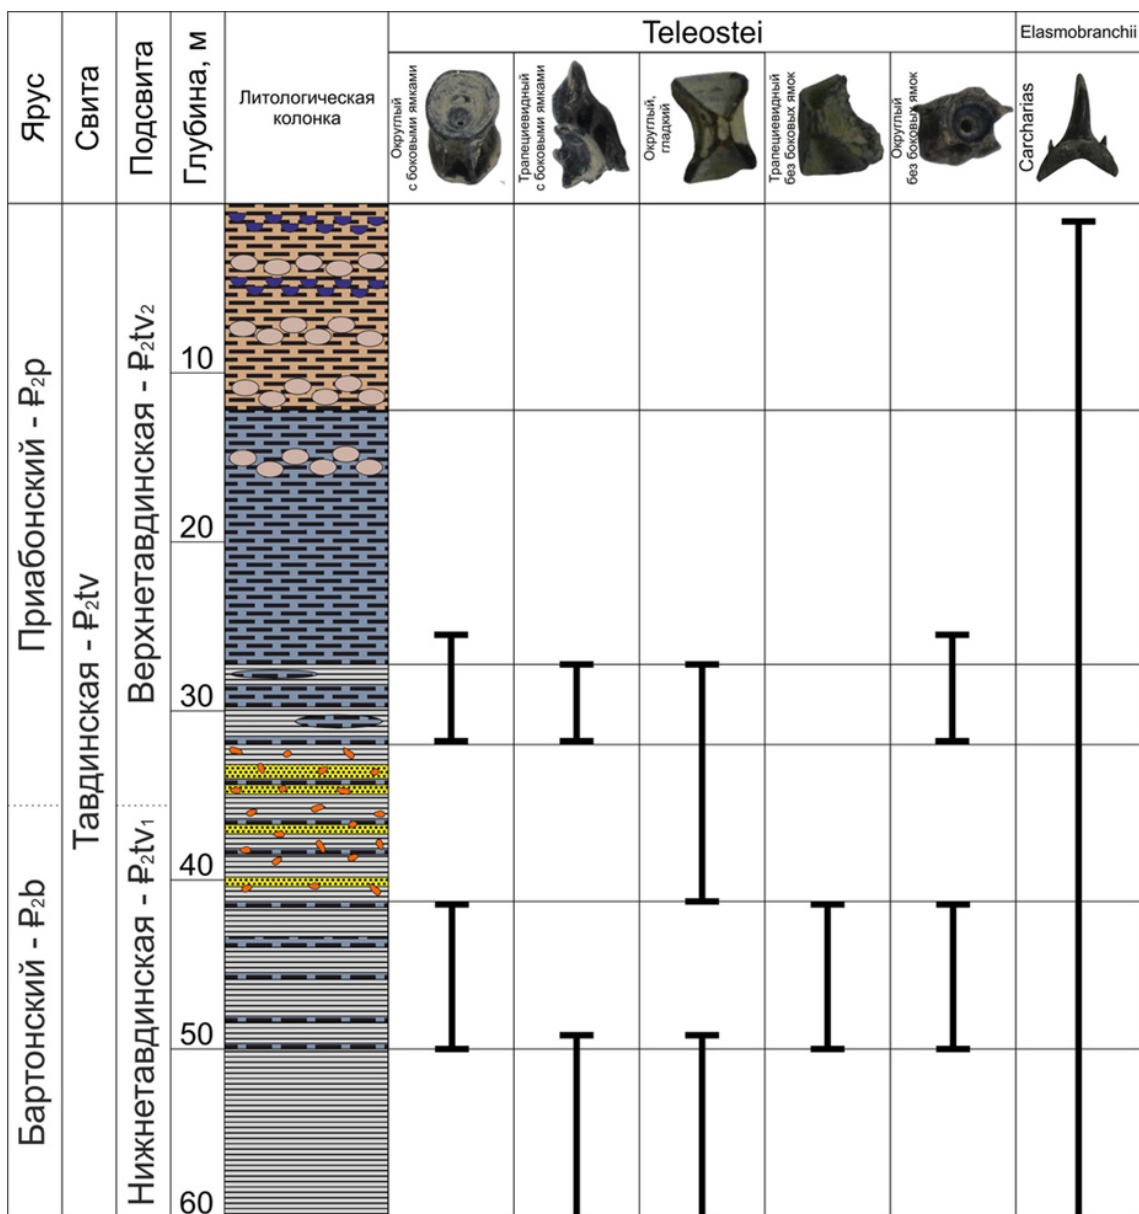 Teleostei
Elasmobranchii
Ярус
Свита
Подсвита
Глубина, м
Литологическая
колонка
Округлый
с боковыми ямками
Трапециевидный
с боковыми ямками
Округлый,
гладкий
Трапециевидный
без боковых ямок
Округлый
без боковых ямок
Carcharias
Приабонский - ₽₂p
Бартонский - ₽₂b
Тавдинская - ₽₂tv
Верхнетавдинская - ₽₂tv₂
Нижнетавдинская - ₽₂tv₁
10
20
30
40
50
60